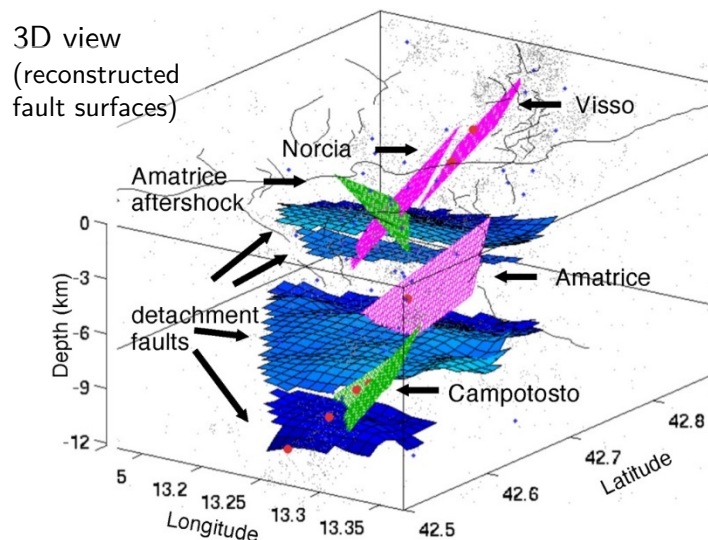 3D view
(reconstructed
fault surfaces)
Visso
Norcia
Amatrice
aftershock
Amatrice
detachment
faults
Campotosto
Depth (km)
0
-3
-6
-9
-12
5
13.2
13.25
13.3
13.35
Longitude
42.5
42.6
42.7
42.8
Latitude